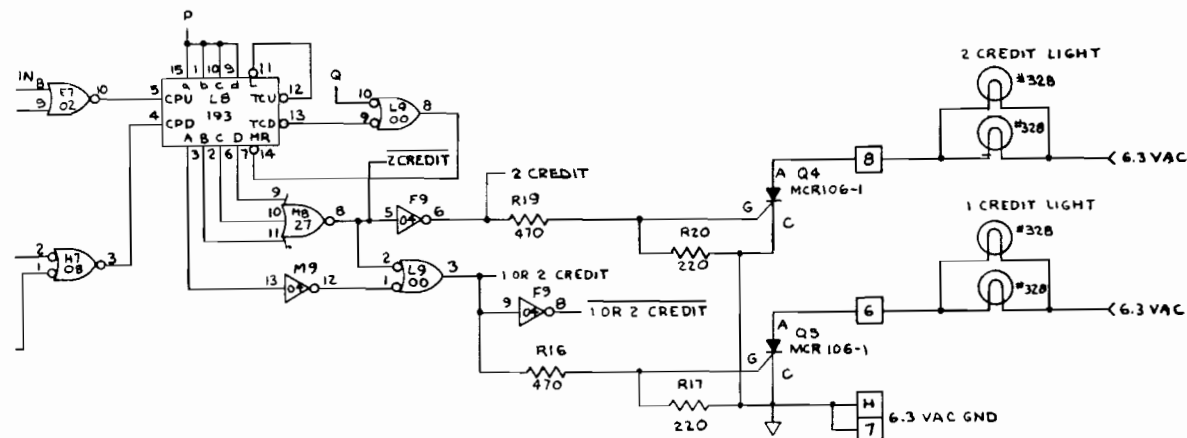 P
15 1 10 9 11
a b c d L
IN 8
9
F7
02
10
5 CPU L8 TCU 12
193
4 CPD TCD 13
A B C D MR
3 2 6 7 14
Q
10
9
L9
00
8
2 CREDIT
2
1
H7
08
3
9
10
11
M8
27
8
5 F9
04
6
2 CREDIT
R19
470
R20
220
G
A Q4
MCR106-1
C
8
2 CREDIT LIGHT
#328
#328
6.3 VAC
13 M9
04
12
2
1
L9
00
3
1 OR 2 CREDIT
9 F9
04
8
1 OR 2 CREDIT
R16
470
R17
220
G
A Q5
MCR 106-1
C
6
1 CREDIT LIGHT
#328
#328
6.3 VAC
H
7
6.3 VAC GND